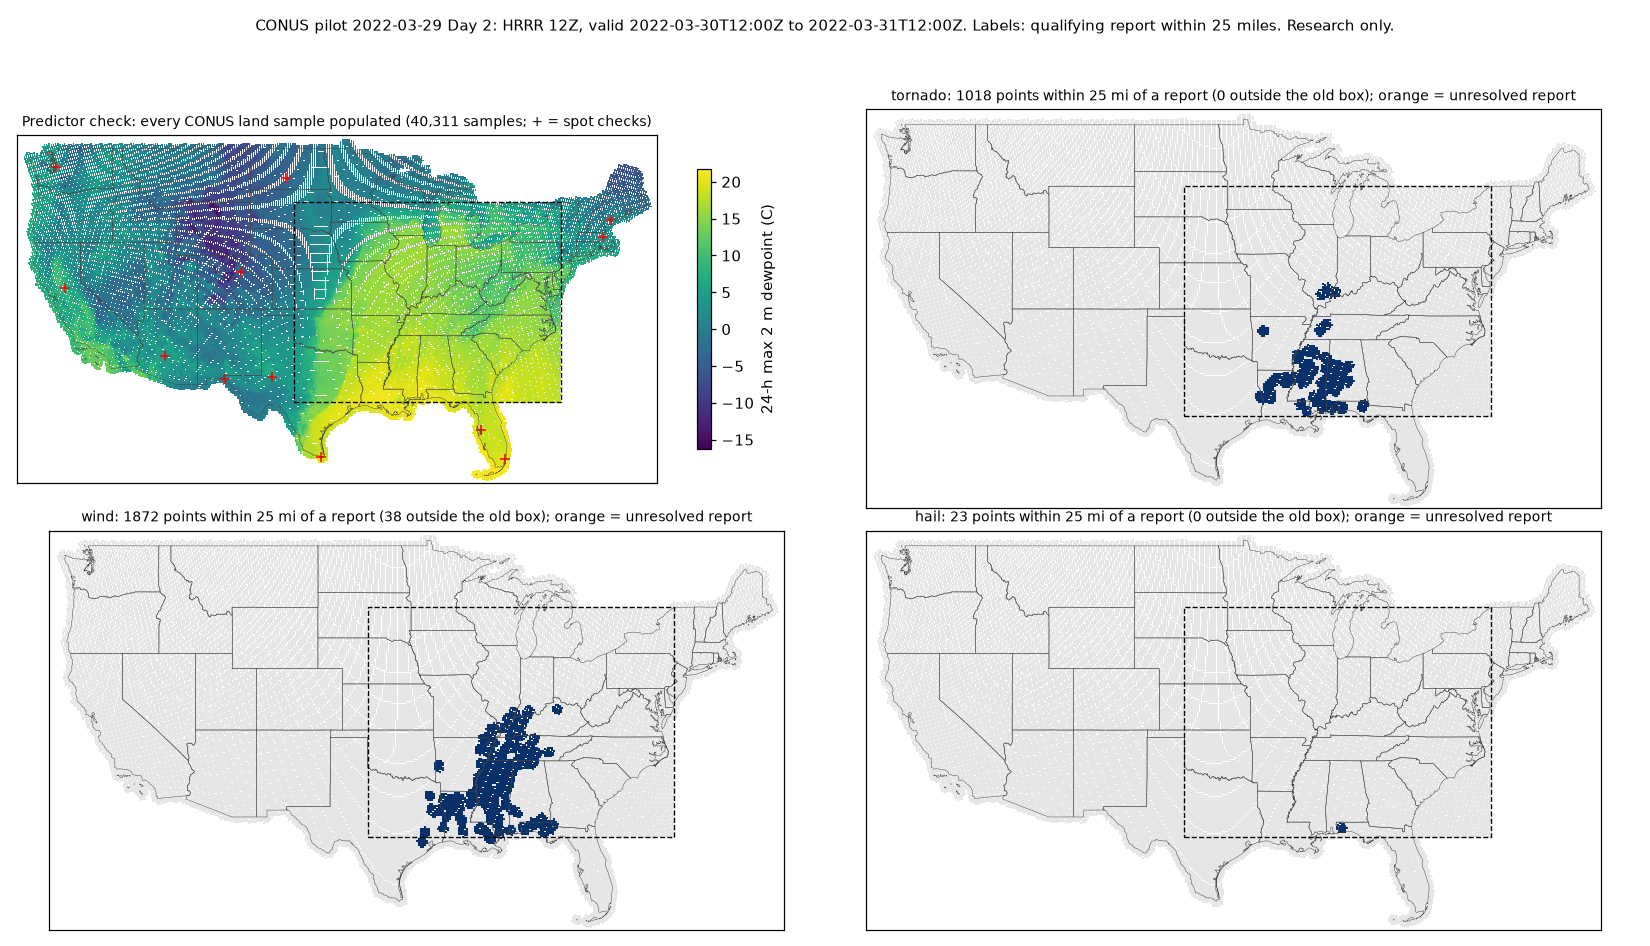 CONUS pilot 2022-03-29 Day 2: HRRR 12Z, valid 2022-03-30T12:00Z to 2022-03-31T12:00Z. Labels: qualifying report within 25 miles. Research only.
Predictor check: every CONUS land sample populated (40,311 samples; + = spot checks)
20
15
10
5
0
−5
−10
−15
24-h max 2 m dewpoint (C)
tornado: 1018 points within 25 mi of a report (0 outside the old box); orange = unresolved report
wind: 1872 points within 25 mi of a report (38 outside the old box); orange = unresolved report
hail: 23 points within 25 mi of a report (0 outside the old box); orange = unresolved report